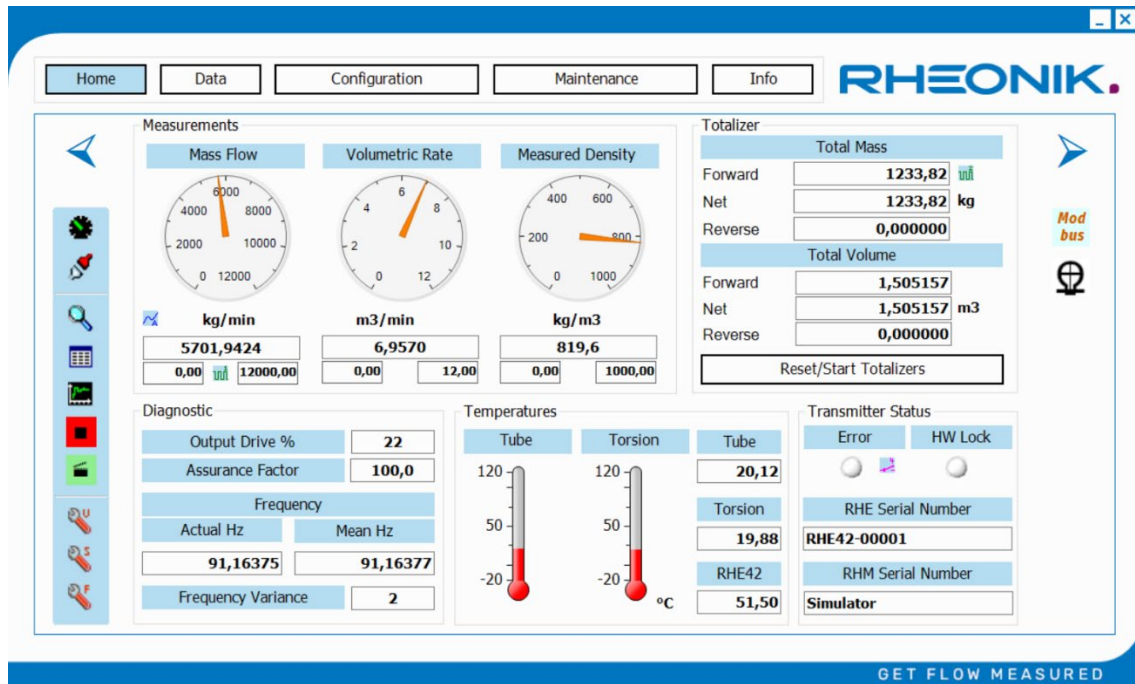 Home Data Configuration Maintenance Info RHEONIK.
Measurements
Mass Flow Volumetric Rate Measured Density
0 2000 4000 6000 8000 10000 12000
0 2 4 6 8 10 12
0 200 400 600 800 1000
kg/min m3/min kg/m3
5701,9424 6,9570 819,6
0,00 12000,00 0,00 12,00 0,00 1000,00
Totalizer
Total Mass
Forward 1233,82
Net 1233,82 kg
Reverse 0,000000
Total Volume
Forward 1,505157
Net 1,505157 m3
Reverse 0,000000
Reset/Start Totalizers
Mod
bus
U
S
F
Diagnostic
Output Drive % 22
Assurance Factor 100,0
Frequency
Actual Hz Mean Hz
91,16375 91,16377
Frequency Variance 2
Temperatures
Tube Torsion Tube
120 120 20,12
50 50 Torsion
19,88
-20 -20 RHE42
ºC 51,50
Transmitter Status
Error HW Lock
RHE Serial Number
RHE42-00001
RHM Serial Number
Simulator
GET FLOW MEASURED